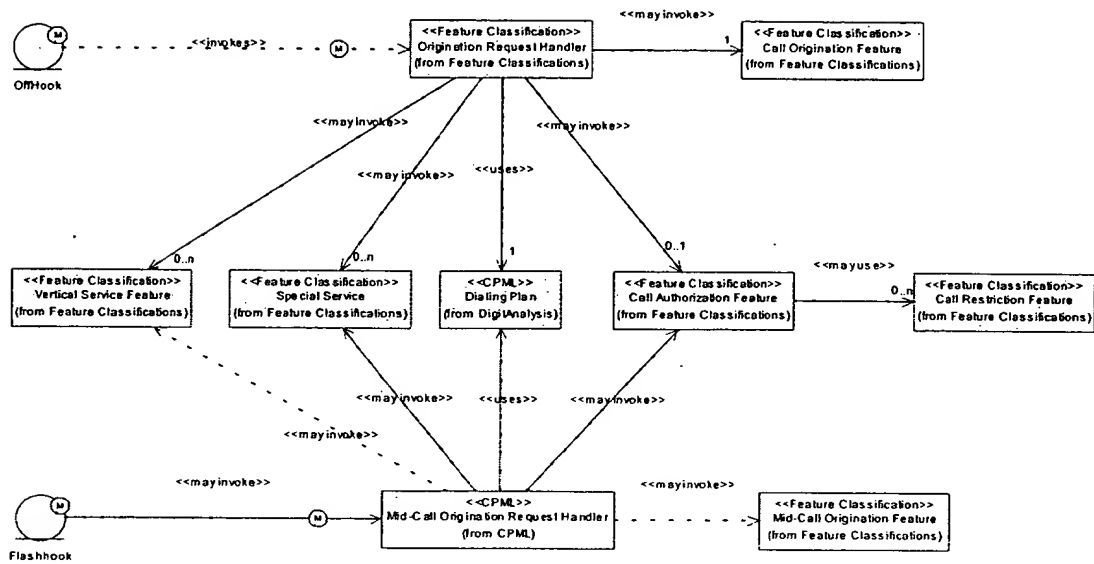 <<may invoke>>
M
<<invokes>>
M
OffHook
<<Feature Classification>>
Origination Request Handler
(from Feature Classifications)
1
<<Feature Classification>>
Call Origination Feature
(from Feature Classifications)
<<may invoke>>
<<may invoke>>
<<may invoke>>
<<uses>>
0..n
0..n
1
0..1
<<Feature Classification>>
Vertical Service Feature
(from Feature Classifications)
<<Feature Classification>>
Special Service
(from Feature Classifications)
<<CPML>>
Dialing Plan
(from DigitAnalysis)
<<Feature Classification>>
Call Authorization Feature
(from Feature Classifications)
<<may use>>
0..n
<<Feature Classification>>
Call Restriction Feature
(from Feature Classifications)
<<may invoke>>
<<uses>>
<<may invoke>>
<<may invoke>>
<<may invoke>>
<<may invoke>>
M
M
Flashhook
<<CPML>>
Mid-Call Origination Request Handler
(from CPML)
<<Feature Classification>>
Mid-Call Origination Feature
(from Feature Classifications)